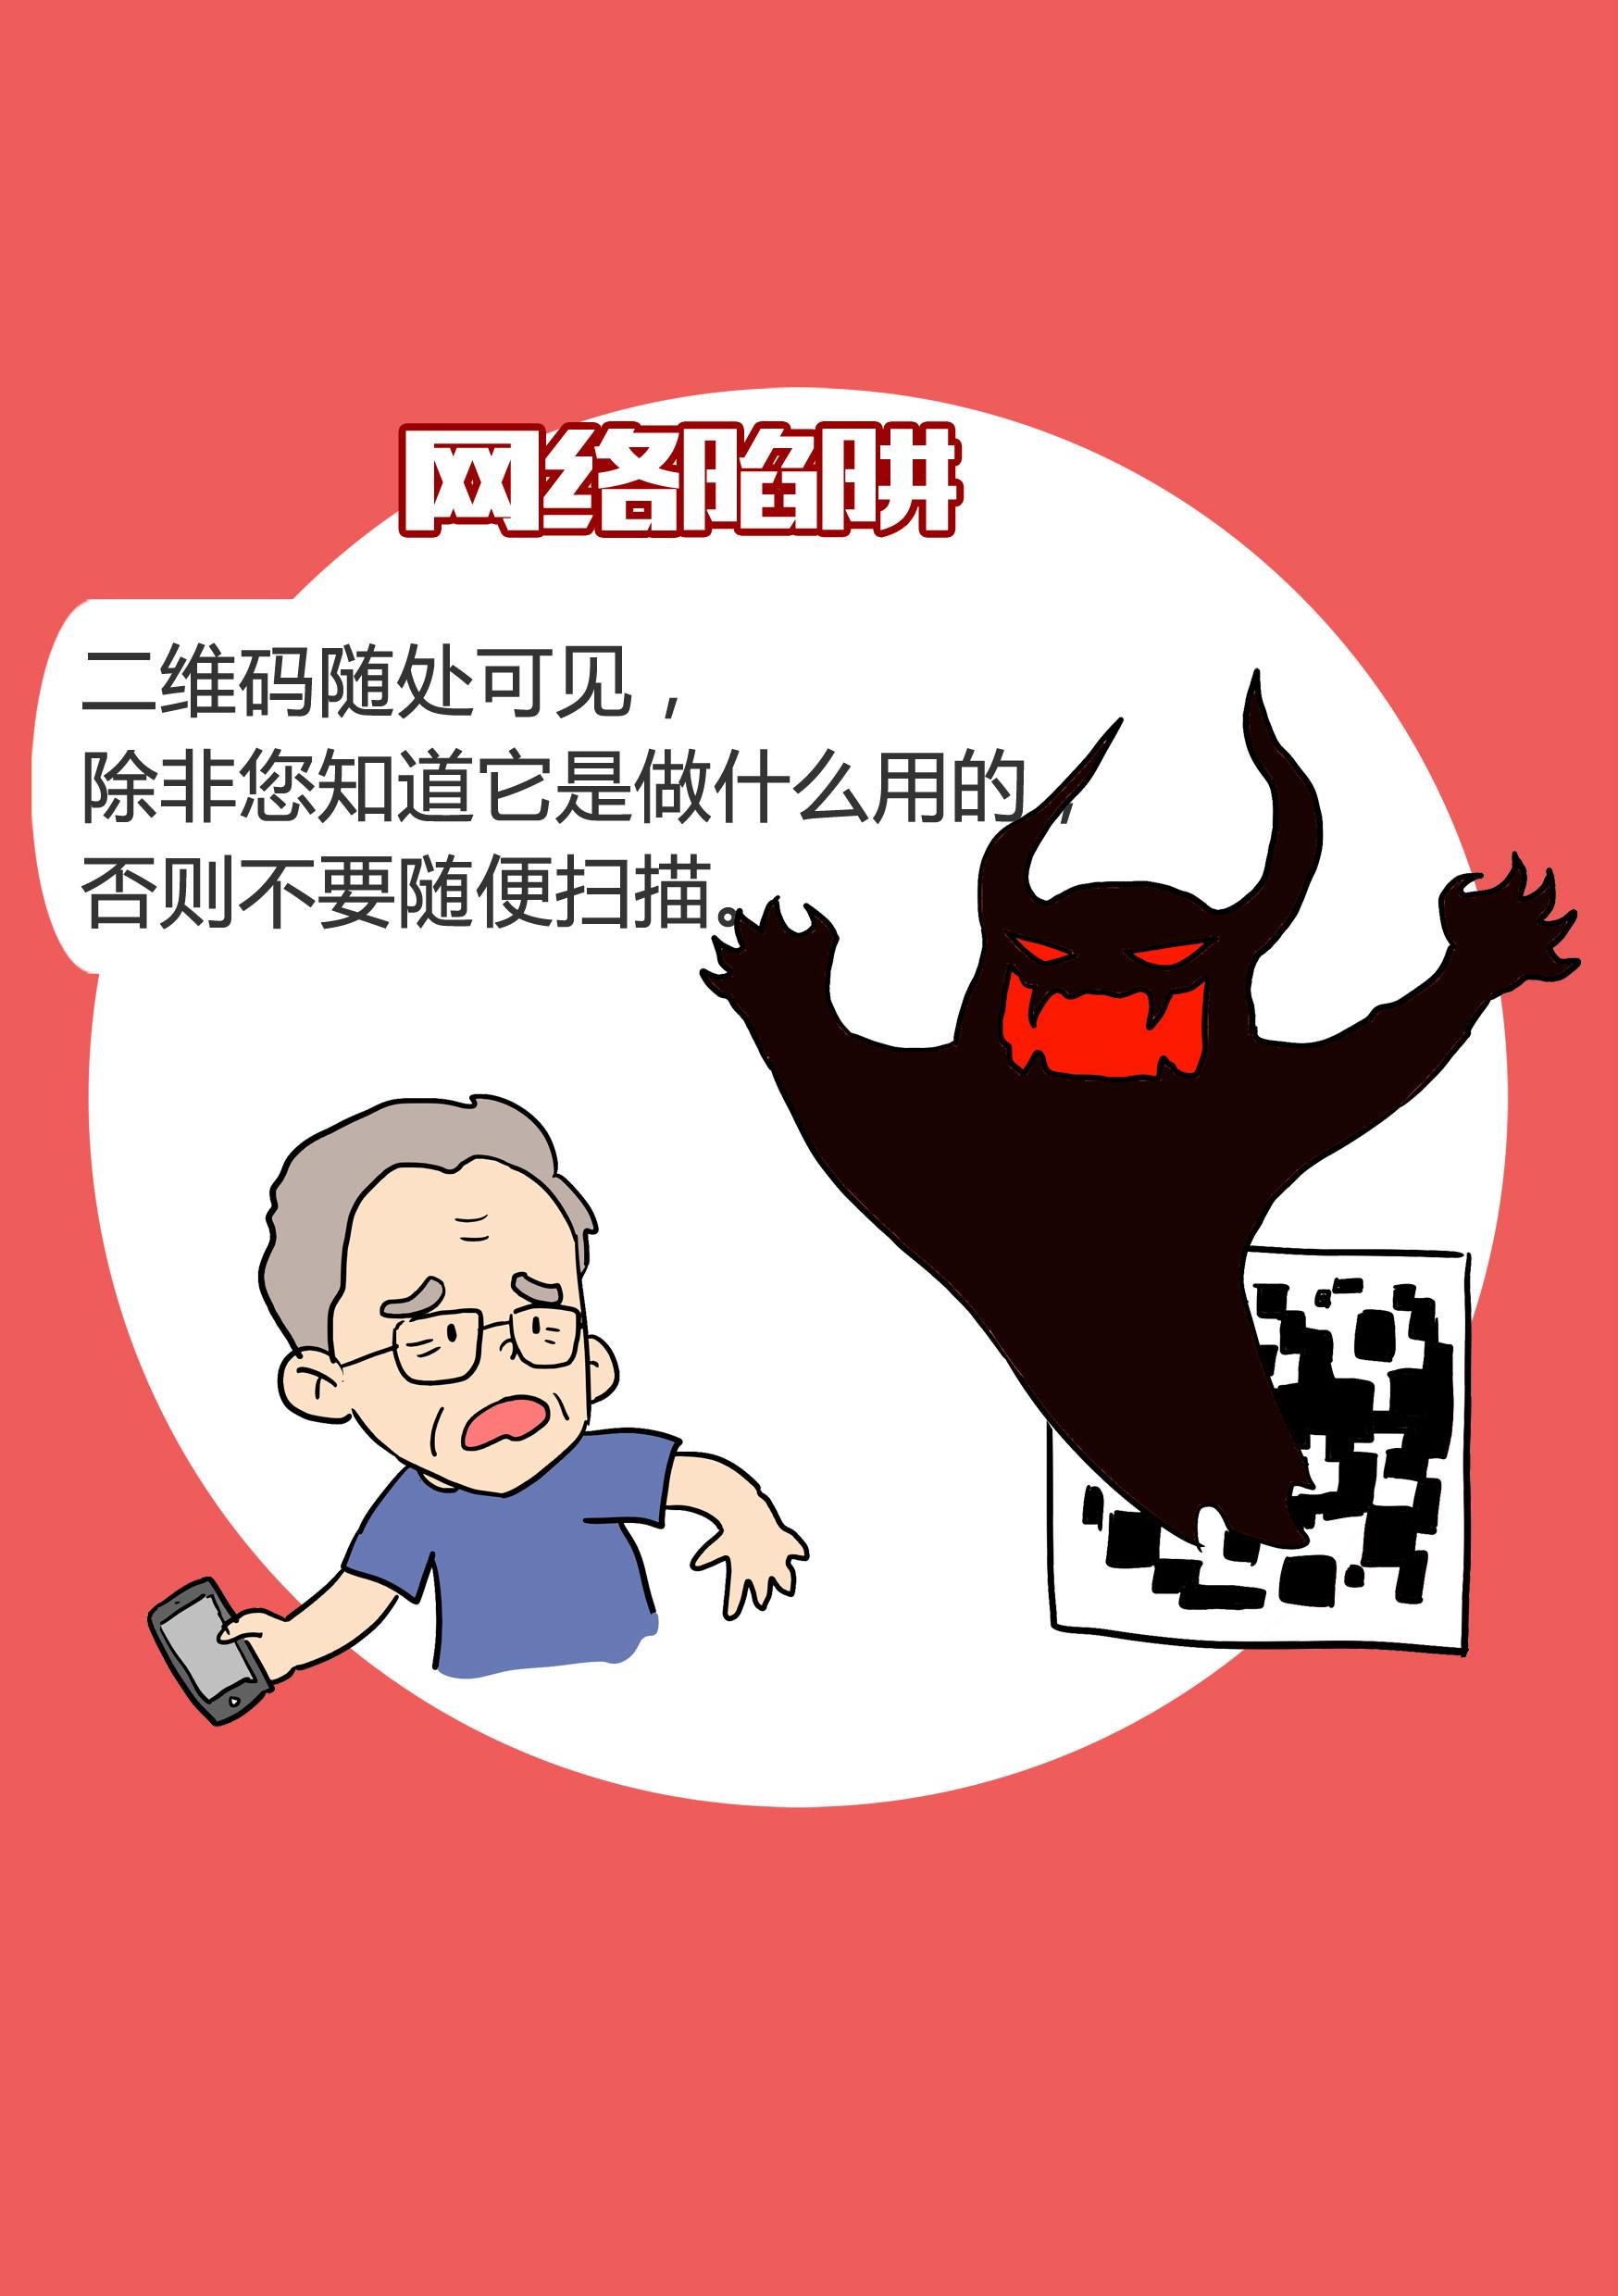 网络陷阱
二维码随处可见，
除非您知道它是做什么用的，
否则不要随便扫描。